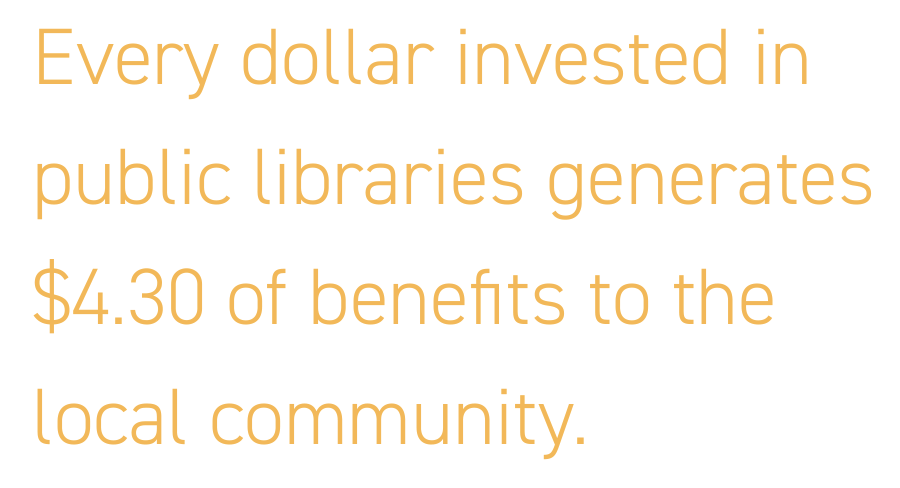 Every dollar invested in
public libraries generates
$4.30 of benefits to the
local community.